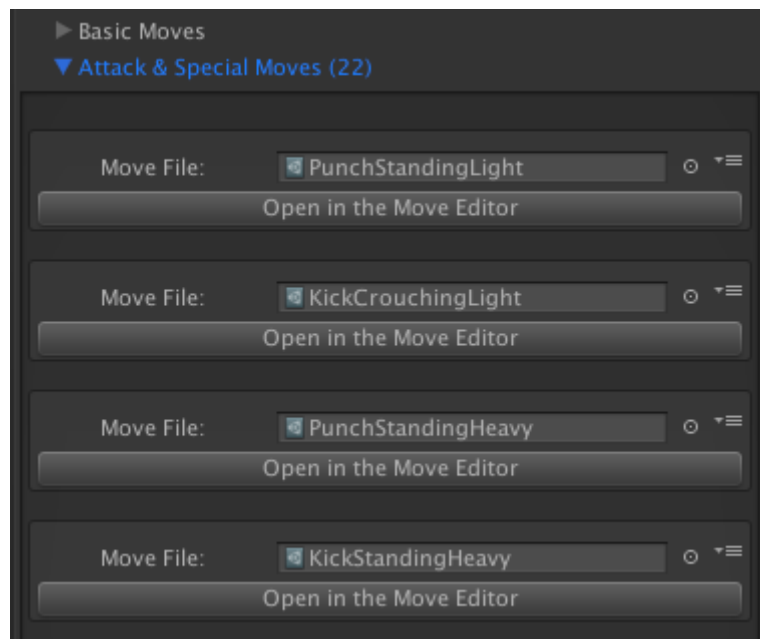 Basic Moves
Attack & Special Moves (22)
Move File: PunchStandingLight
Open in the Move Editor
Move File: KickCrouchingLight
Open in the Move Editor
Move File: PunchStandingHeavy
Open in the Move Editor
Move File: KickStandingHeavy
Open in the Move Editor